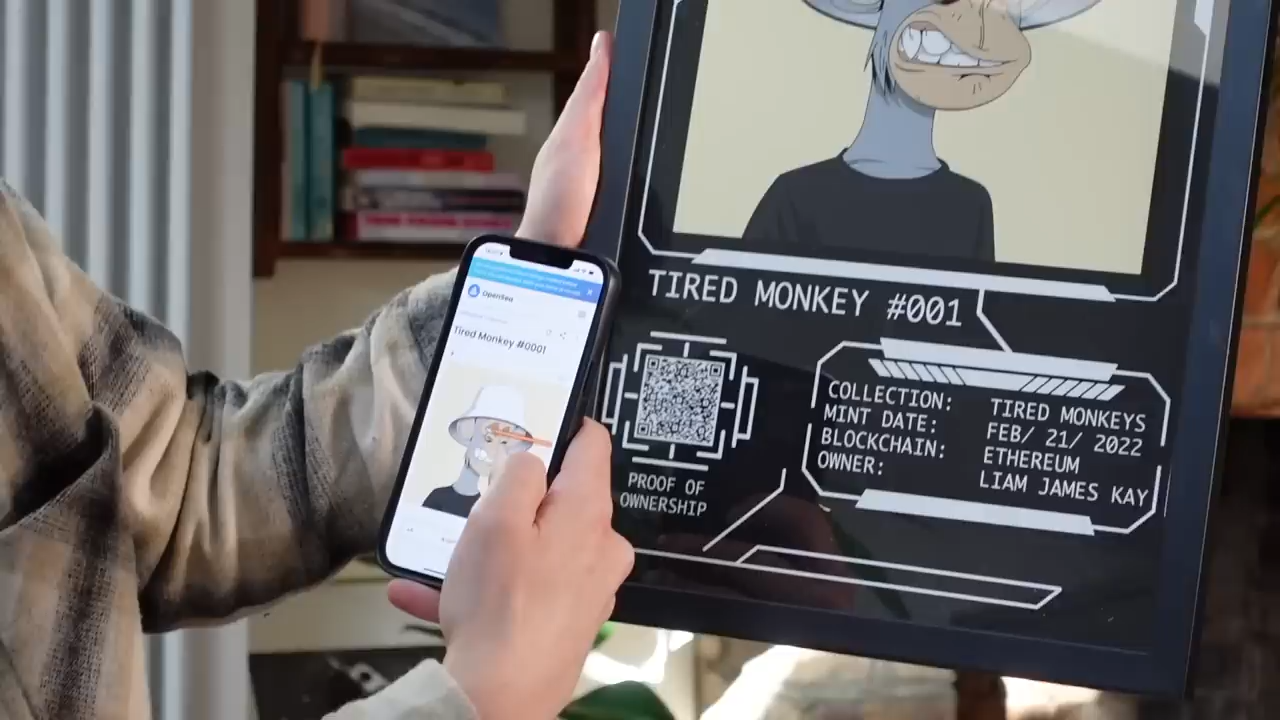 OpenSea
Tired Monkey #0001
TIRED MONKEY #001
PROOF OF
OWNERSHIP
COLLECTION: TIRED MONKEYS
MINT DATE: FEB/ 21/ 2022
BLOCKCHAIN: ETHEREUM
OWNER: LIAM JAMES KAY